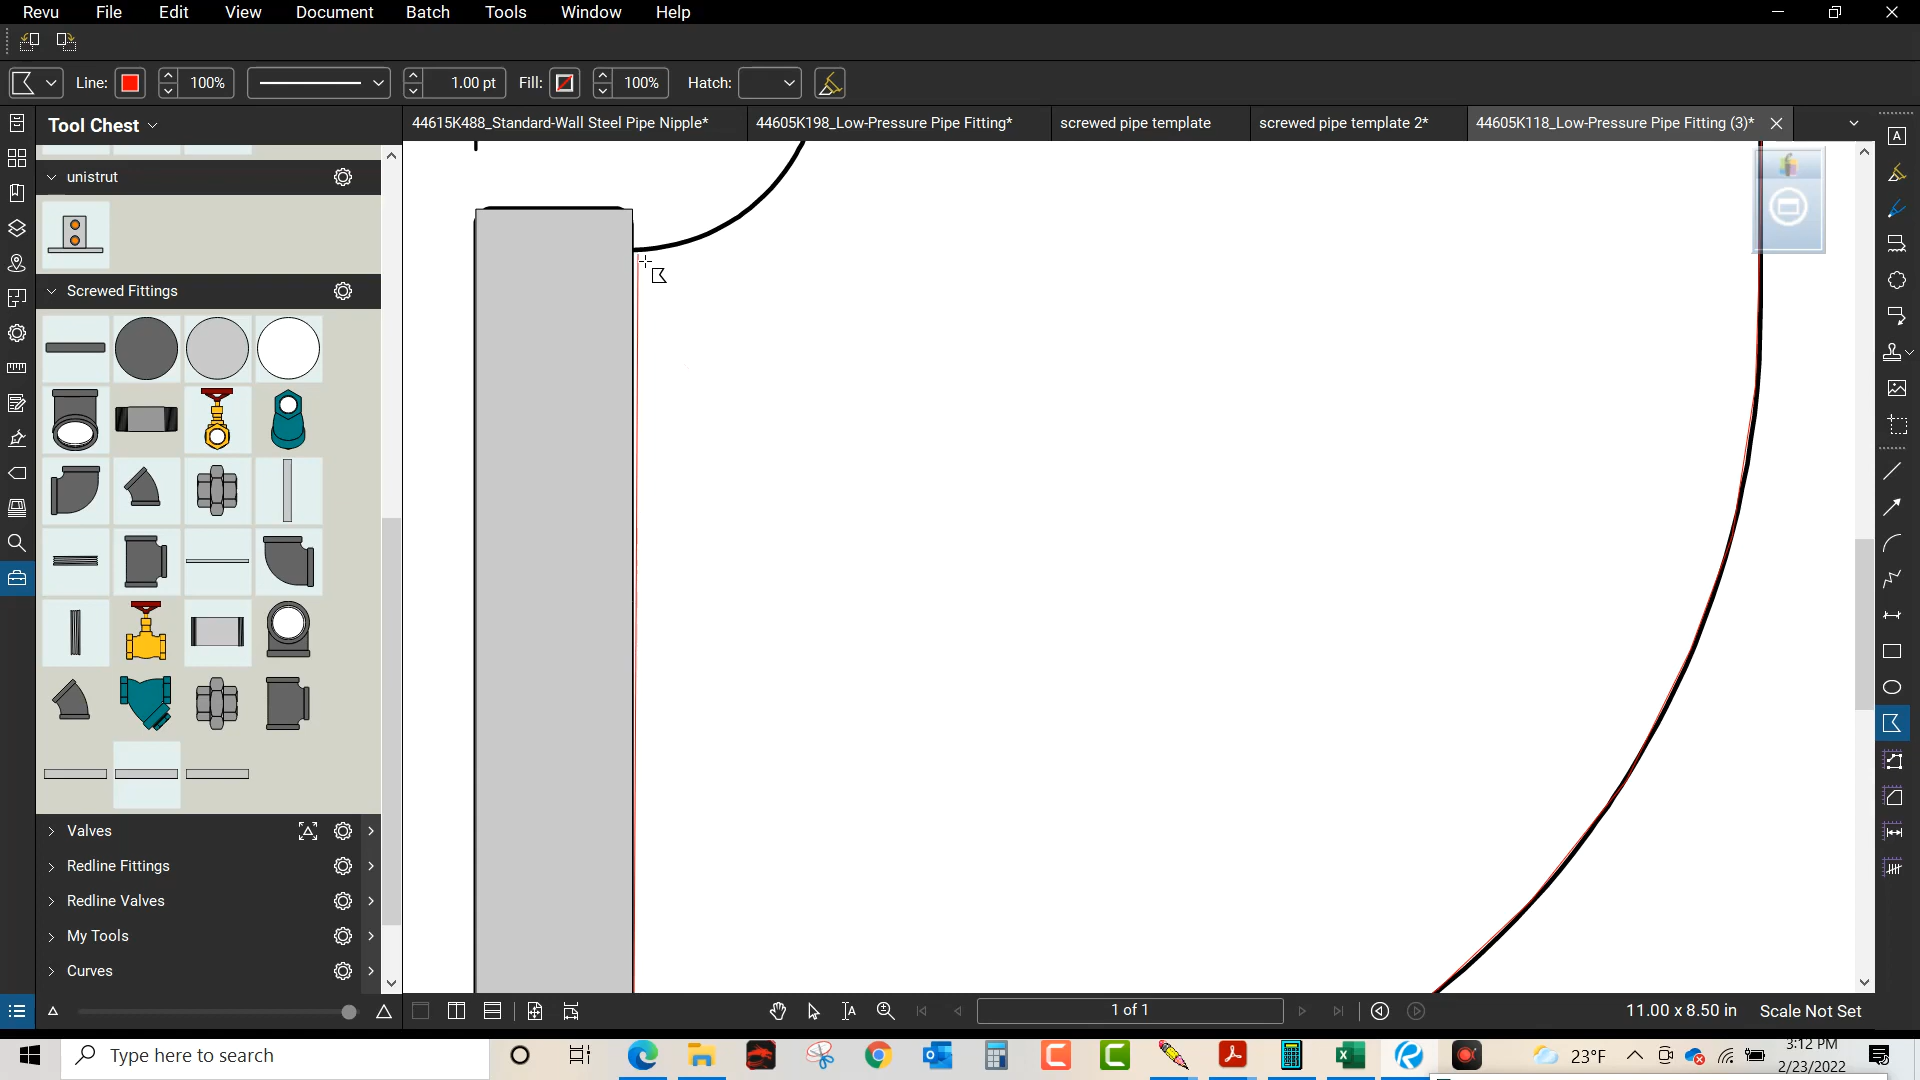 Revu File Edit View Document Batch Tools Window Help
Line: 100% 1.00 pt Fill: 100% Hatch:
Tool Chest
44615K488_Standard-Wall Steel Pipe Nipple* 44605K198_Low-Pressure Pipe Fitting* screwed pipe template screwed pipe template 2* 44605K118_Low-Pressure Pipe Fitting (3)*
unistrut
Screwed Fittings
Valves
Redline Fittings
Redline Valves
My Tools
Curves
1 of 1 11.00 x 8.50 in Scale Not Set
Type here to search
23°F
3:12 PM
2/23/2022